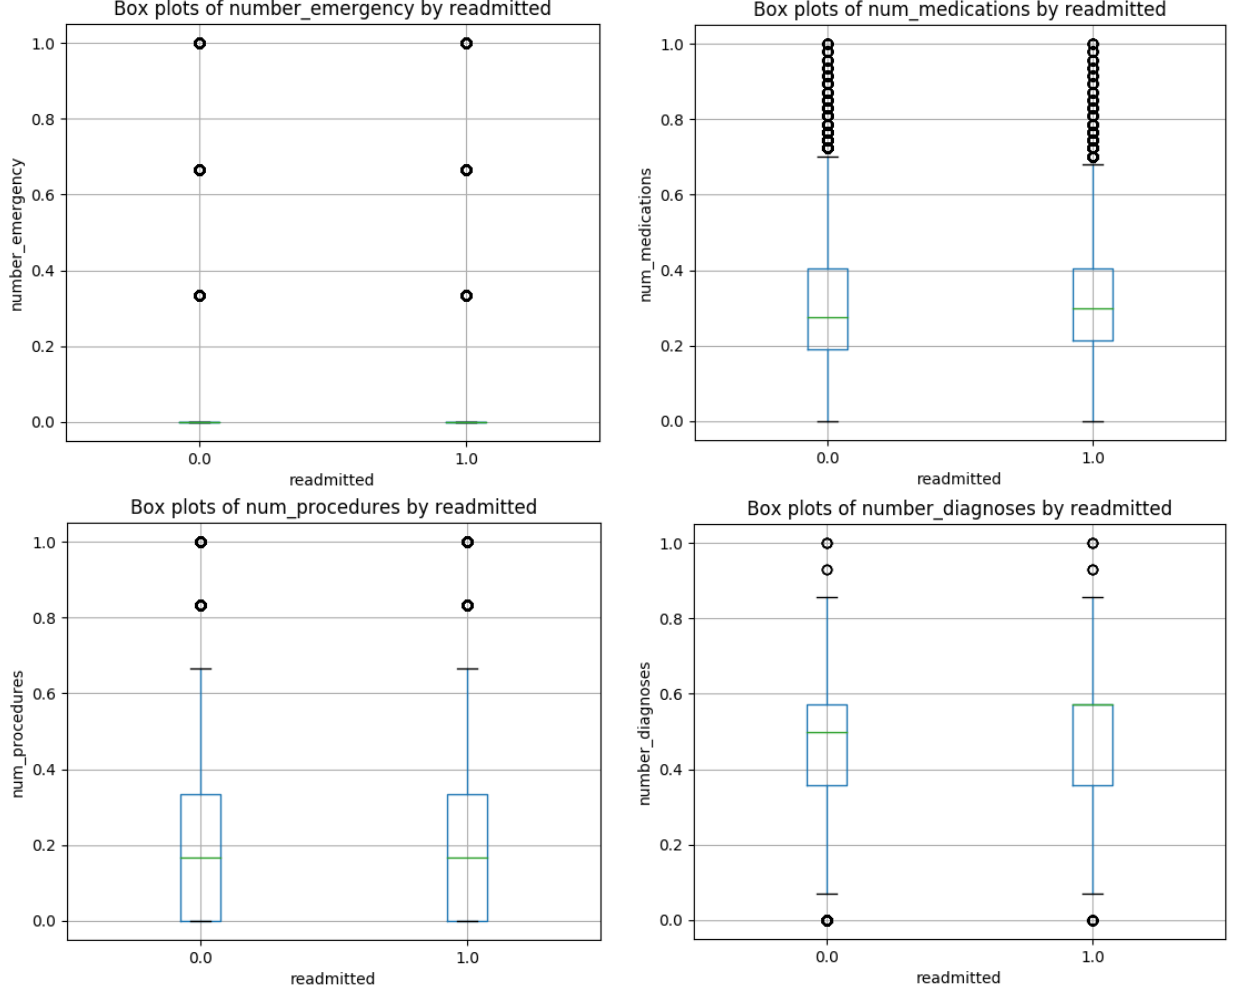 Box plots of number_emergency by readmitted
1.0
0.8
0.6
0.4
0.2
0.0
number_emergency
0.0 1.0
readmitted
Box plots of num_medications by readmitted
1.0
0.8
0.6
0.4
0.2
0.0
num_medications
0.0 1.0
readmitted
Box plots of num_procedures by readmitted
1.0
0.8
0.6
0.4
0.2
0.0
num_procedures
0.0 1.0
readmitted
Box plots of number_diagnoses by readmitted
1.0
0.8
0.6
0.4
0.2
0.0
number_diagnoses
0.0 1.0
readmitted